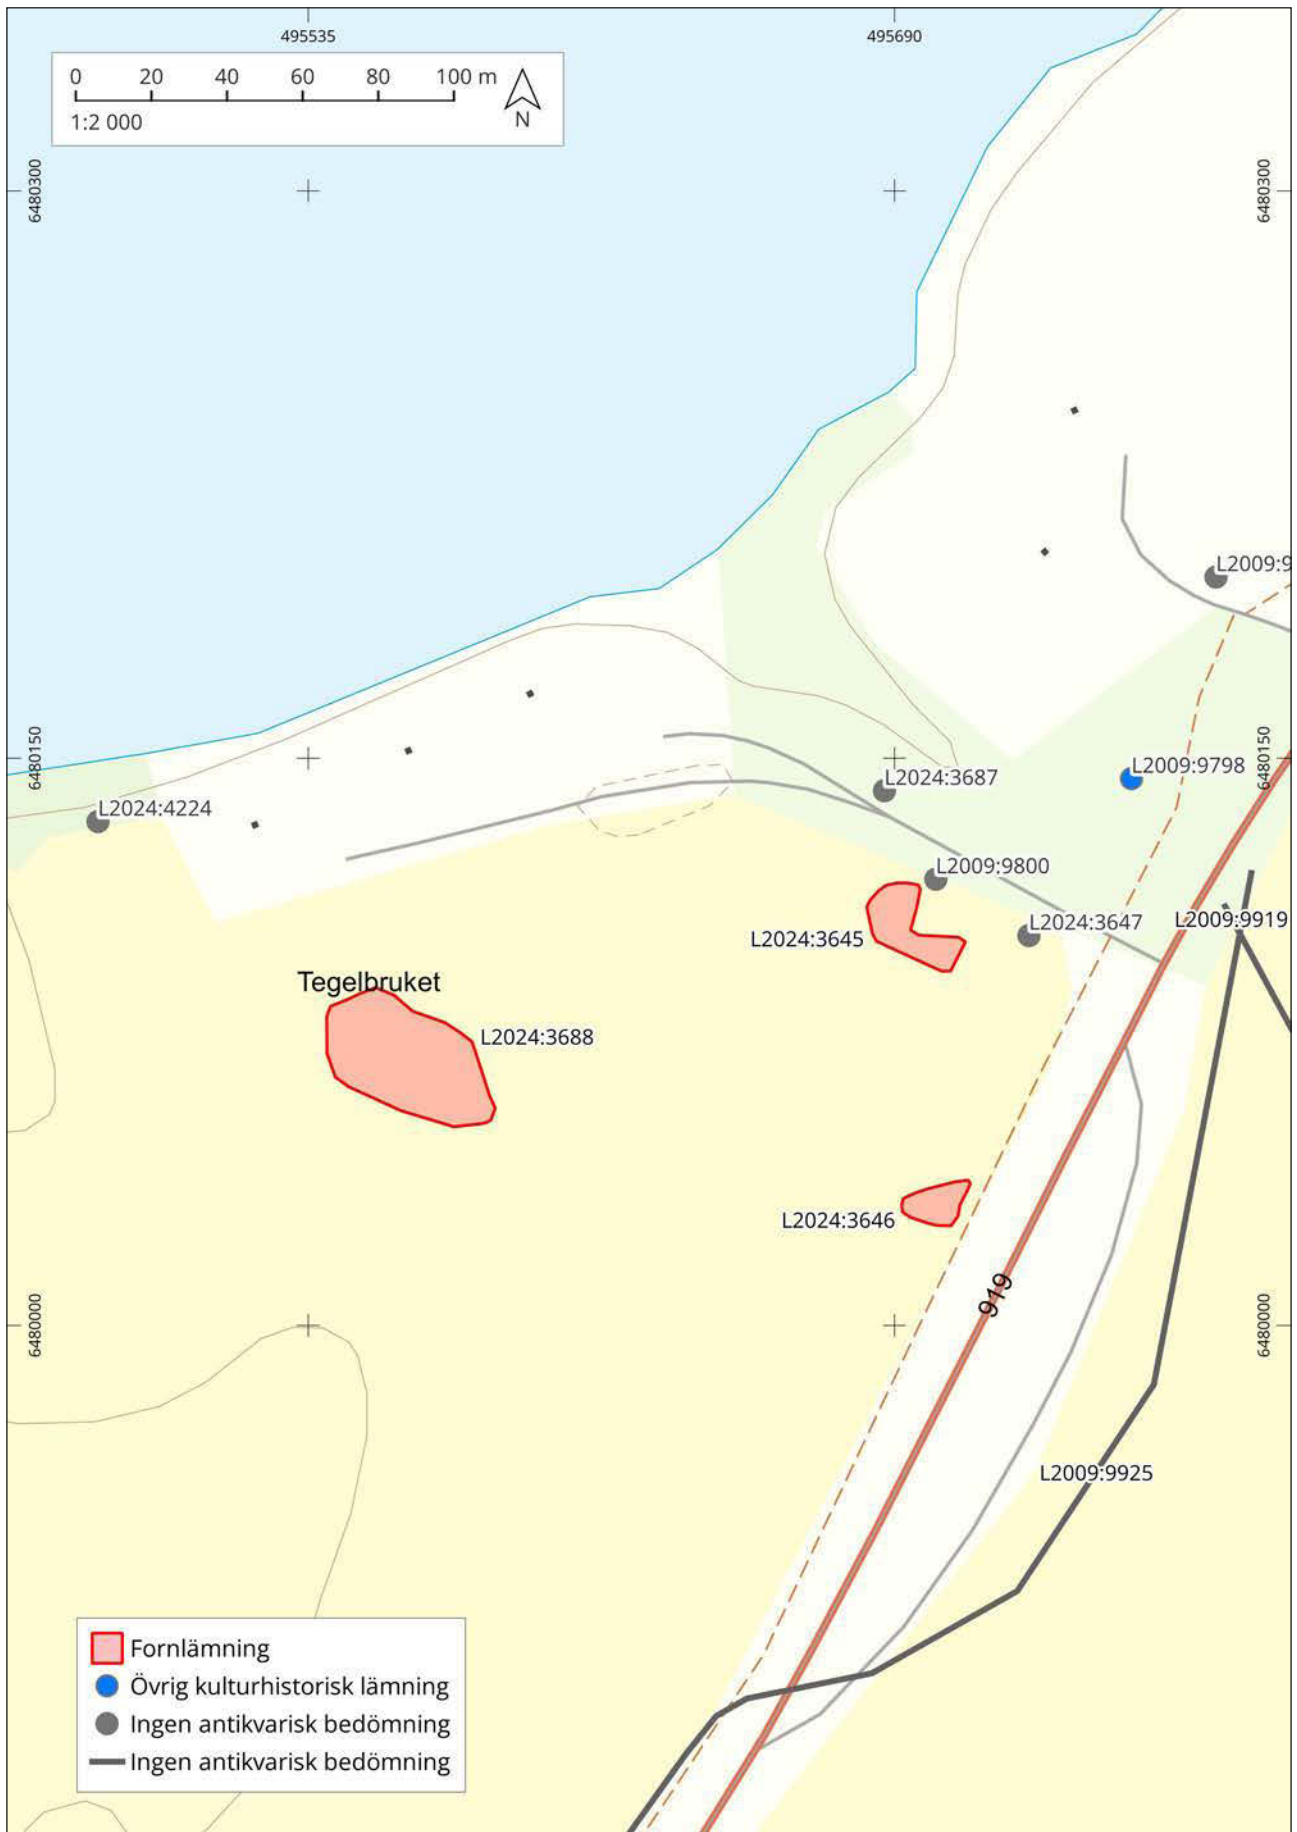 495535
495690
0 20 40 60 80 100 m
N
1:2 000
6480300
6480300
L2009:9
6480150
6480150
L2009:9798
L2024:3687
L2024:4224
L2009:9800
L2009:9919
L2024:3647
L2024:3645
Tegelbruket
L2024:3688
L2024:3646
919
6480000
6480000
L2009:9925
Fornlämning
Övrig kulturhistorisk lämning
Ingen antikvarisk bedömning
Ingen antikvarisk bedömning